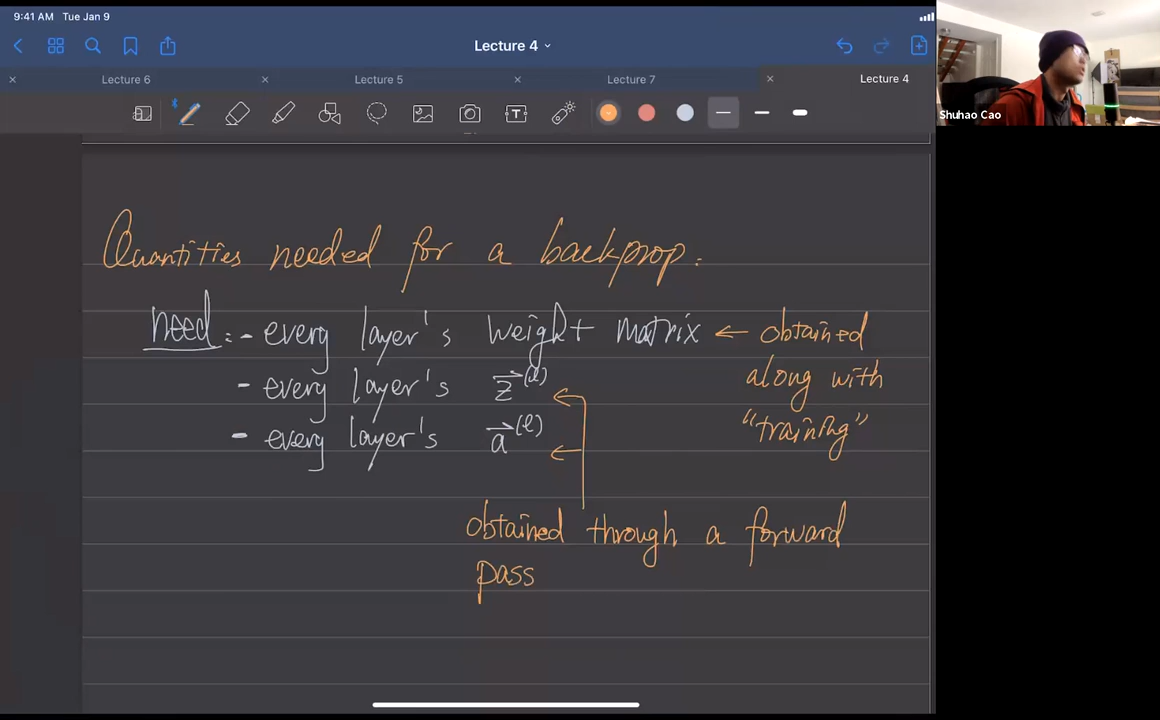 9:41 AM Tue Jan 9
Lecture 4
Lecture 6
Lecture 5
Lecture 7
Lecture 4
Shuhao Cao
Quantities needed for a backprop:
need: - every layer's weight matrix ← obtained
along with
"training"
- every layer's z^(l)
- every layer's a^(l)
obtained through a forward
pass